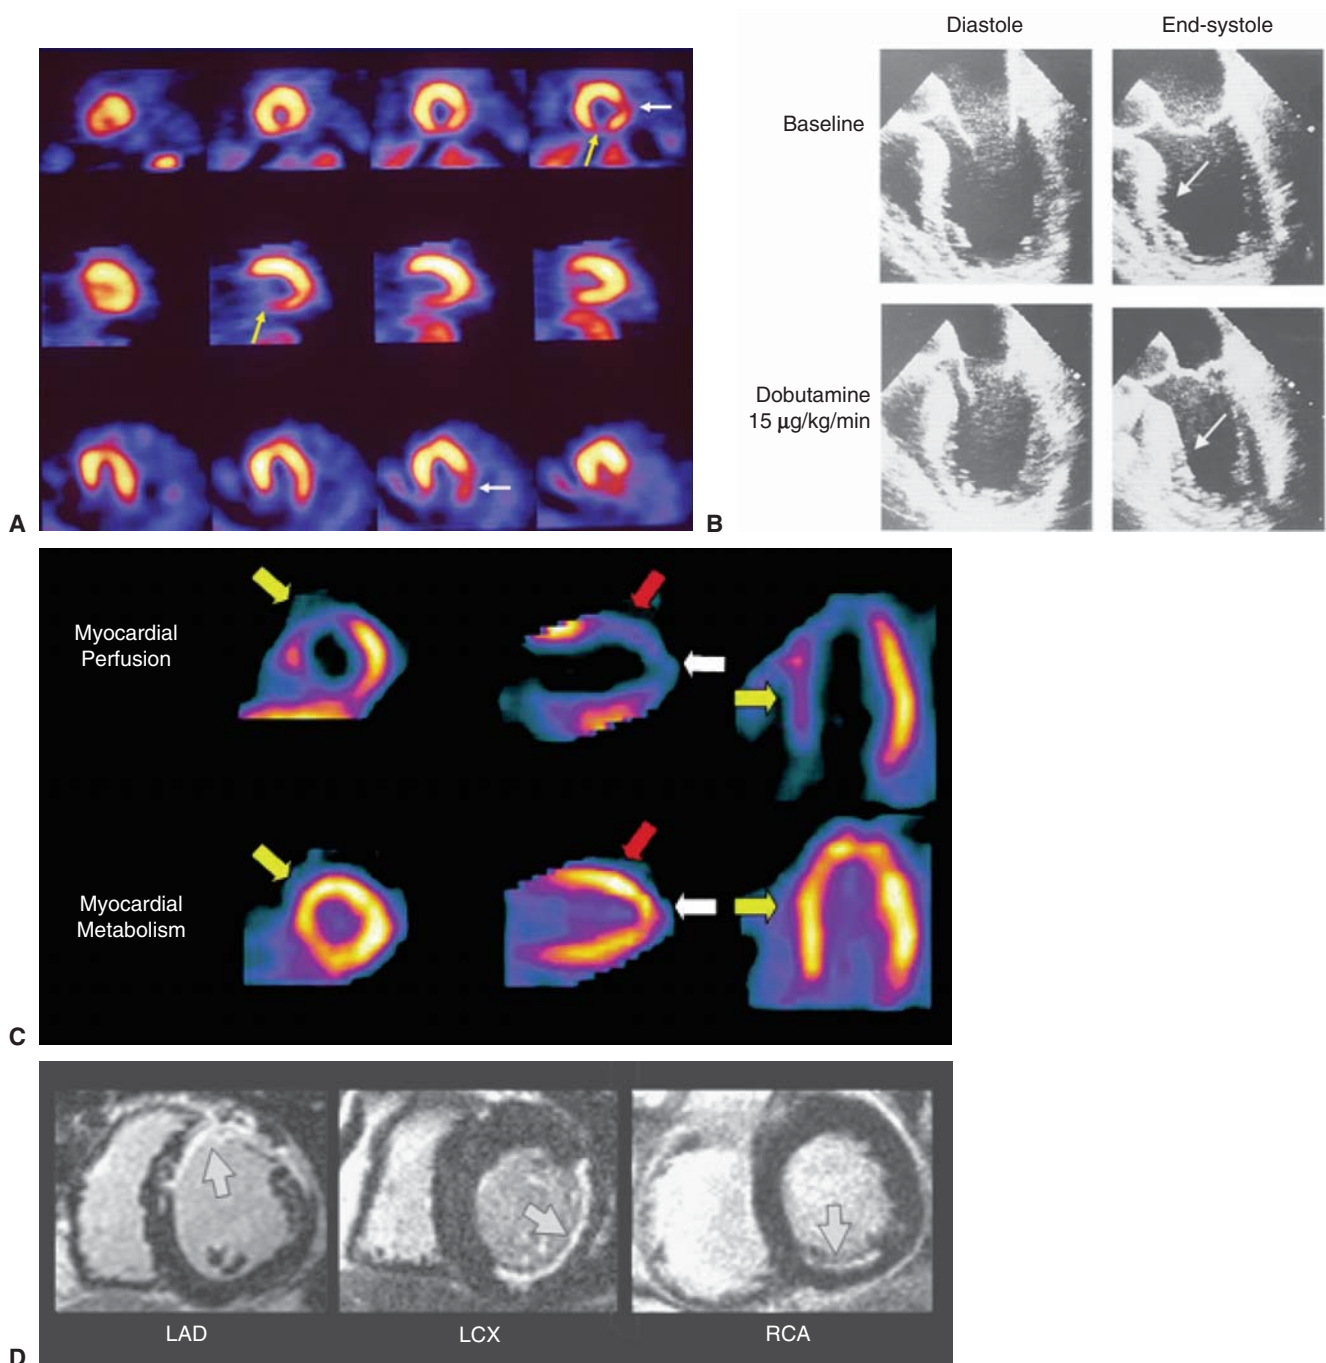 A
Diastole
End-systole
Baseline
Dobutamine
15 µg/kg/min
B
Myocardial
Perfusion
Myocardial
Metabolism
C
LAD
LCX
RCA
D